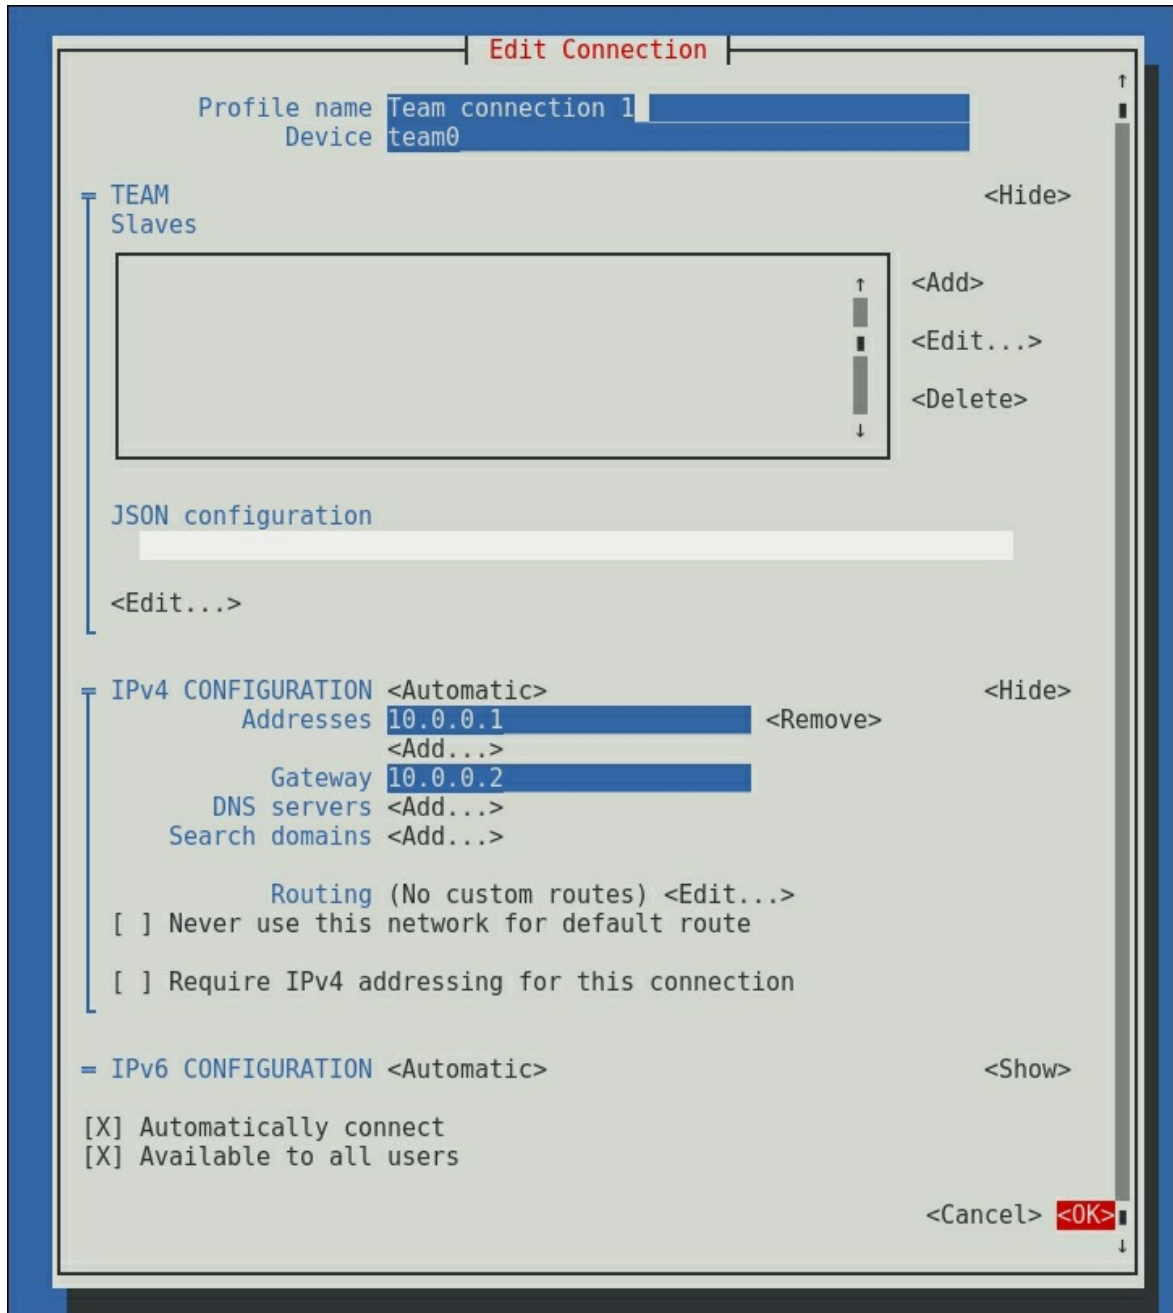 Edit Connection
Profile name Team connection 1
Device team0
TEAM <Hide>
Slaves
<Add>
<Edit...>
<Delete>
JSON configuration
<Edit...>
IPv4 CONFIGURATION <Automatic> <Hide>
Addresses 10.0.0.1 <Remove>
<Add...>
Gateway 10.0.0.2
DNS servers <Add...>
Search domains <Add...>
Routing (No custom routes) <Edit...>
[ ] Never use this network for default route
[ ] Require IPv4 addressing for this connection
IPv6 CONFIGURATION <Automatic> <Show>
[X] Automatically connect
[X] Available to all users
<Cancel> <OK>